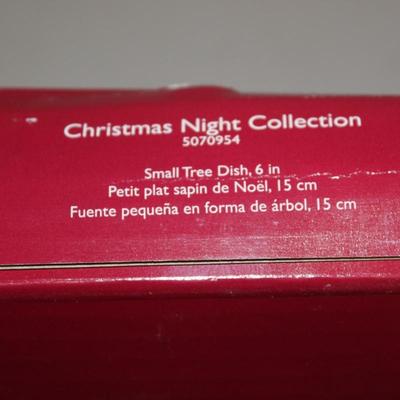 Christmas Night Collection
5070954
Small Tree Dish, 6 in
Petit plat sapin de Noël, 15 cm
Fuente pequeña en forma de árbol, 15 cm